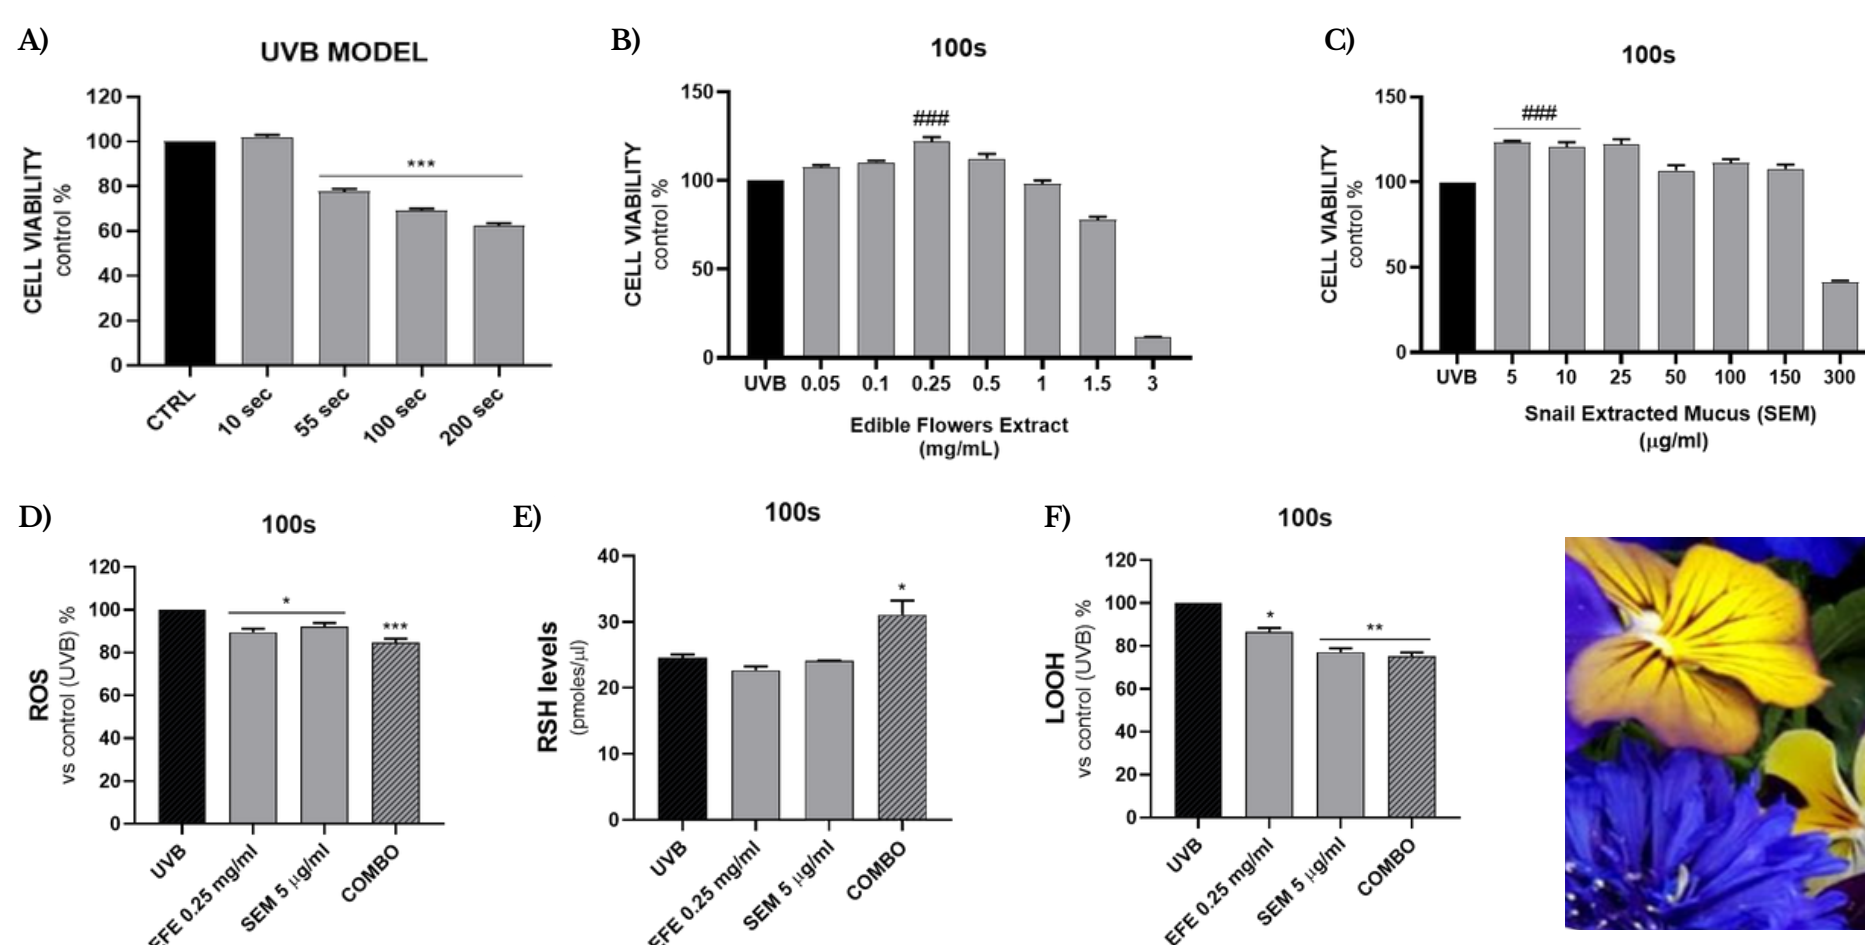 A)
UVB MODEL
CELL VIABILITY
control %
120
100
80
60
40
20
0
***
CTRL
10 sec
55 sec
100 sec
200 sec
B)
100s
CELL VIABILITY
control %
150
100
50
0
###
UVB 0.05 0.1 0.25 0.5 1 1.5 3
Edible Flowers Extract
(mg/mL)
C)
100s
CELL VIABILITY
control %
150
100
50
0
###
UVB 5 10 25 50 100 150 300
Snail Extracted Mucus (SEM)
(μg/ml)
D)
100s
ROS
vs control (UVB) %
120
100
80
60
40
20
0
*
***
UVB
EFE 0.25 mg/ml
SEM 5 μg/ml
COMBO
E)
100s
RSH levels
(pmoles/μl)
40
30
20
10
0
*
UVB
EFE 0.25 mg/ml
SEM 5 μg/ml
COMBO
F)
100s
LOOH
vs control (UVB) %
120
100
80
60
40
20
0
*
**
UVB
EFE 0.25 mg/ml
SEM 5 μg/ml
COMBO